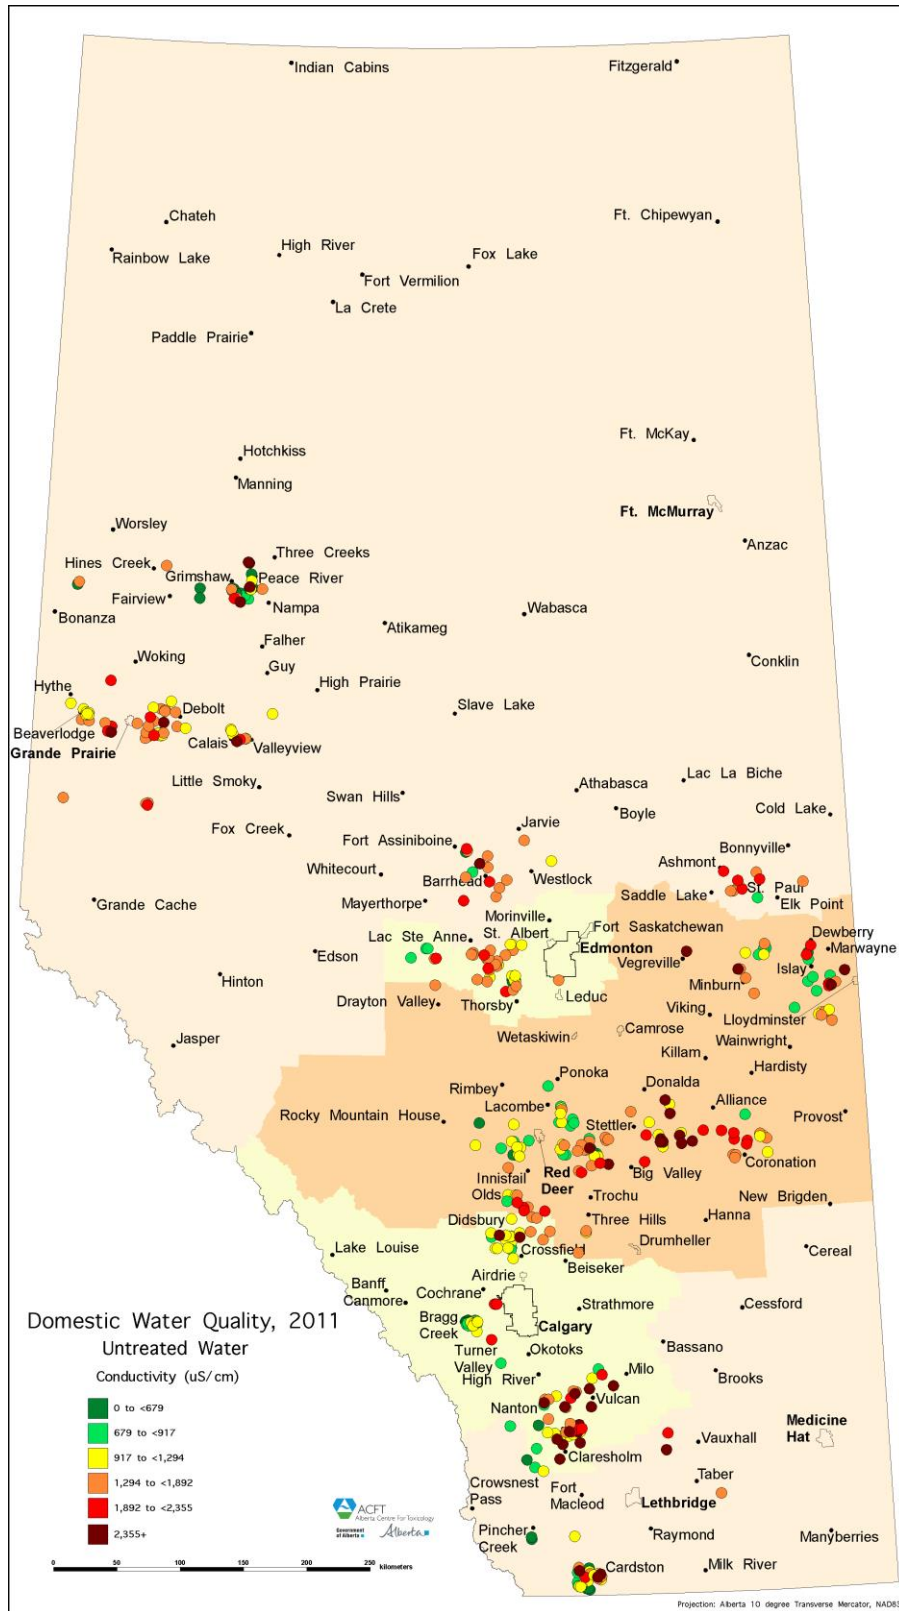 Indian Cabins
Fitzgerald
Chateh
Ft. Chipewyan
Rainbow Lake
High River
Fox Lake
Fort Vermilion
La Crete
Paddle Prairie
Ft. McKay
Hotchkiss
Manning
Ft. McMurray
Worsley
Anzac
Hines Creek
Three Creeks
Grimshaw
Peace River
Fairview
Nampa
Bonanza
Wabasca
Atikameg
Falher
Woking
Guy
Conklin
Hythe
High Prairie
Debolt
Slave Lake
Beaverlodge
Calais
Valleyview
Grande Prairie
Little Smoky
Athabasca
Lac La Biche
Swan Hills
Boyle
Cold Lake
Fox Creek
Jarvie
Fort Assiniboine
Bonnyville
Ashmont
Whitecourt
Barrhead
Westlock
St. Paul
Saddle Lake
Mayerthorpe
Elk Point
Grande Cache
Morinville
Fort Saskatchewan
St. Albert
Lac Ste Anne
Dewberry
Edmonton
Marwayne
Edson
Vegreville
Islay
Hinton
Minburn
Drayton Valley
Thorsby
Leduc
Viking
Lloydminster
Camrose
Wetaskiwin
Wainwright
Jasper
Killam
Hardisty
Ponoka
Rimbey
Donalda
Lacombe
Alliance
Rocky Mountain House
Stettler
Provost
Coronation
Red
Deer
Big Valley
Innisfail
Olds
Trochu
New Brigden
Didsbury
Three Hills
Hanna
Drumheller
Lake Louise
Crossfield
Cereal
Beiseker
Airdrie
Banff
Cochrane
Canmore
Cessford
Strathmore
Bragg
Creek
Calgary
Turner
Valley
Okotoks
Bassano
High River
Milo
Brooks
Nanton
Vulcan
Medicine
Hat
Vauxhall
Claresholm
Crowsnest
Pass
Fort
Macleod
Taber
Lethbridge
Pincher
Creek
Raymond
Manyberries
Cardston
Milk River
Domestic Water Quality, 2011
Untreated Water
Conductivity (uS/cm)
0 to <679
679 to <917
917 to <1,294
1,294 to <1,892
1,892 to <2,355
2,355+
ACFT
Alberta Centre For Toxicology
Government
of Alberta
Alberta
0 50 100 150 200 250
kilometers
Projection: Alberta 10 degree Transverse Mercator, NAD83